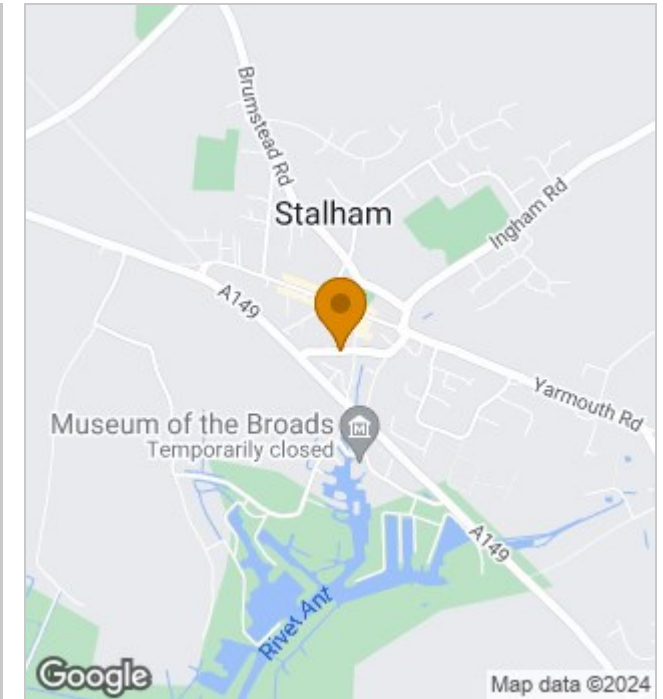 Brumstead Rd
Stalham
Ingham Rd
A149
Yarmouth Rd
Museum of the Broads
Temporarily closed
A149
River Ant
Google
Map data ©2024